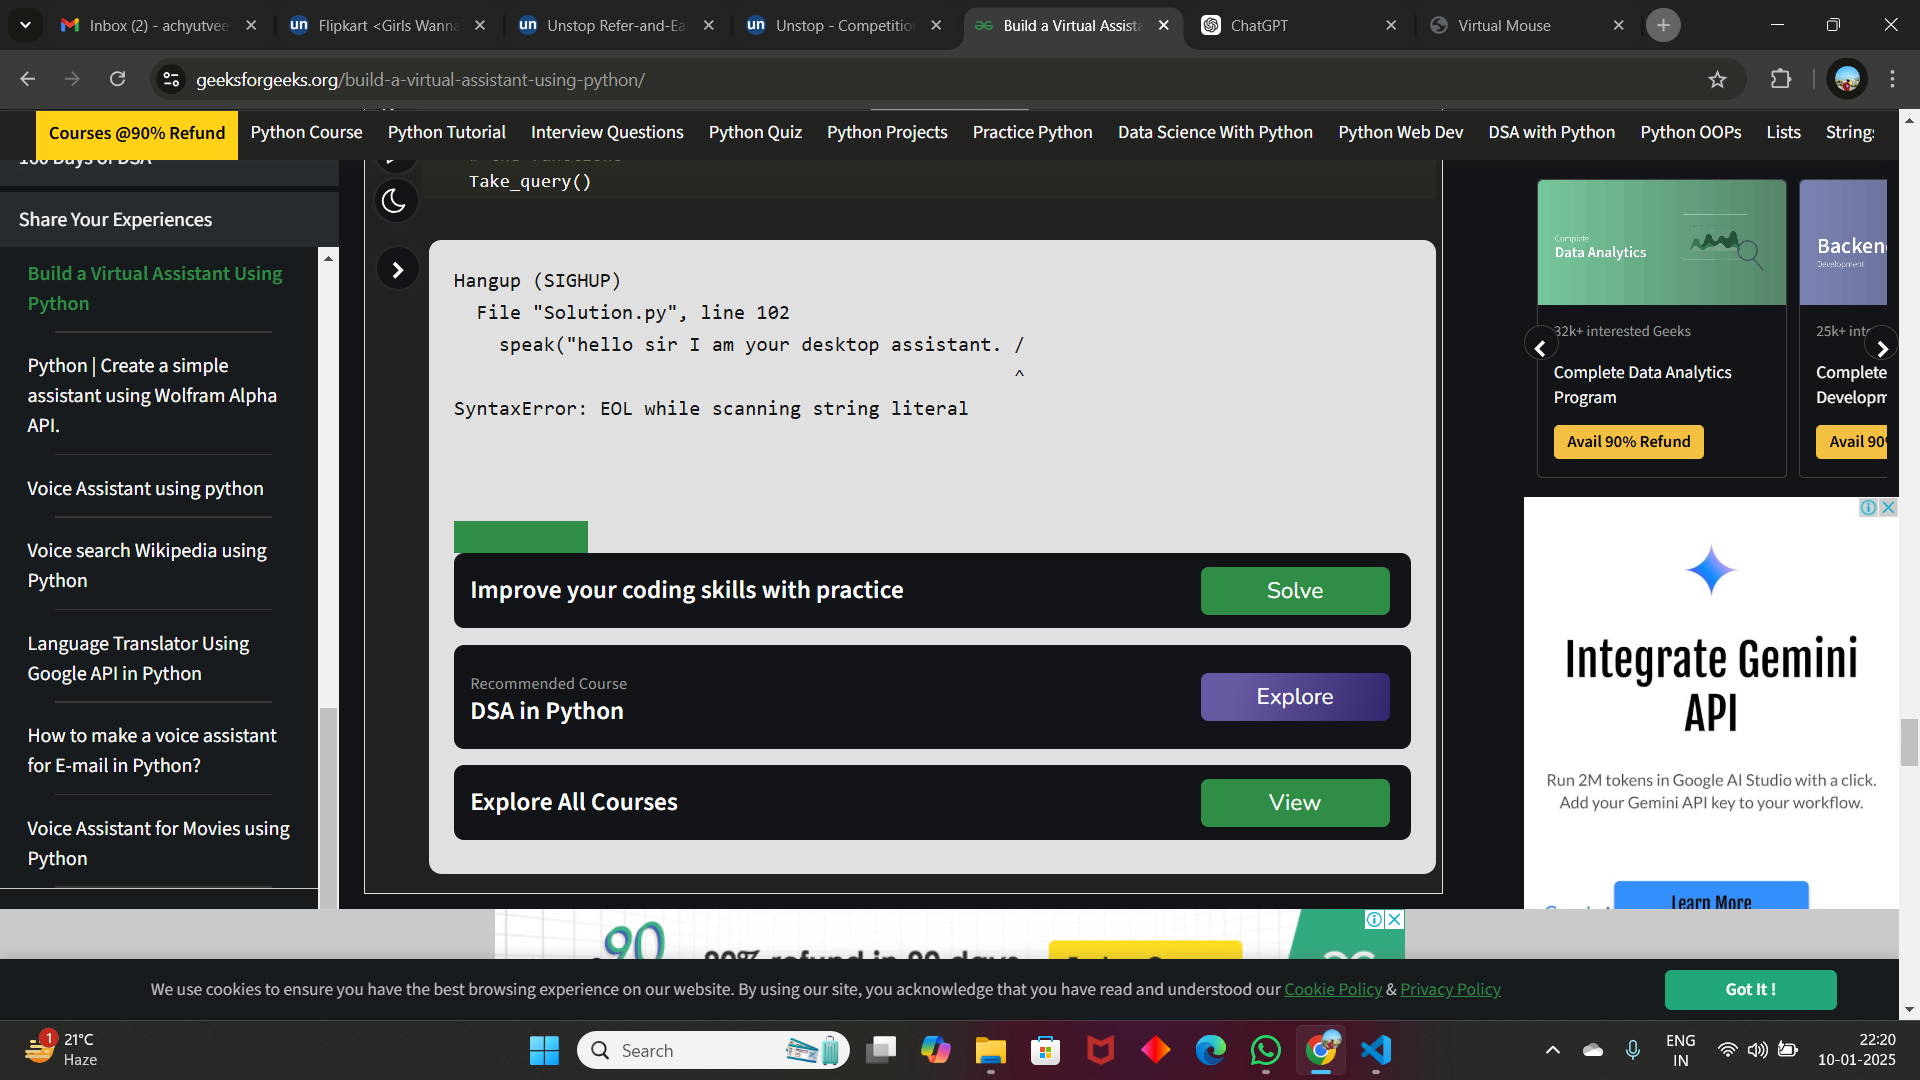 Inbox (2) - achyutvee
Flipkart <Girls Wanna
Unstop Refer-and-Ea
Unstop - Competitio
Build a Virtual Assista
ChatGPT
Virtual Mouse
geeksforgeeks.org/build-a-virtual-assistant-using-python/
Courses @90% Refund
Python Course
Python Tutorial
Interview Questions
Python Quiz
Python Projects
Practice Python
Data Science With Python
Python Web Dev
DSA with Python
Python OOPs
Lists
Strings
100 Days of DSA
Share Your Experiences
Build a Virtual Assistant Using
Python
Python | Create a simple
assistant using Wolfram Alpha
API.
Voice Assistant using python
Voice search Wikipedia using
Python
Language Translator Using
Google API in Python
How to make a voice assistant
for E-mail in Python?
Voice Assistant for Movies using
Python
Take_query()
Hangup (SIGHUP)
File "Solution.py", line 102
speak("hello sir I am your desktop assistant. /
^
SyntaxError: EOL while scanning string literal
Improve your coding skills with practice
Solve
Recommended Course
DSA in Python
Explore
Explore All Courses
View
Complete
Data Analytics
32k+ interested Geeks
Complete Data Analytics
Program
Avail 90% Refund
Backen
Development
25k+ inte
Complete
Developm
Avail 90%
Integrate Gemini
API
Run 2M tokens in Google AI Studio with a click.
Add your Gemini API key to your workflow.
Learn More
90
90% refund in 90 days
We use cookies to ensure you have the best browsing experience on our website. By using our site, you acknowledge that you have read and understood our Cookie Policy & Privacy Policy
Got It !
1
21°C
Haze
Search
ENG
IN
22:20
10-01-2025